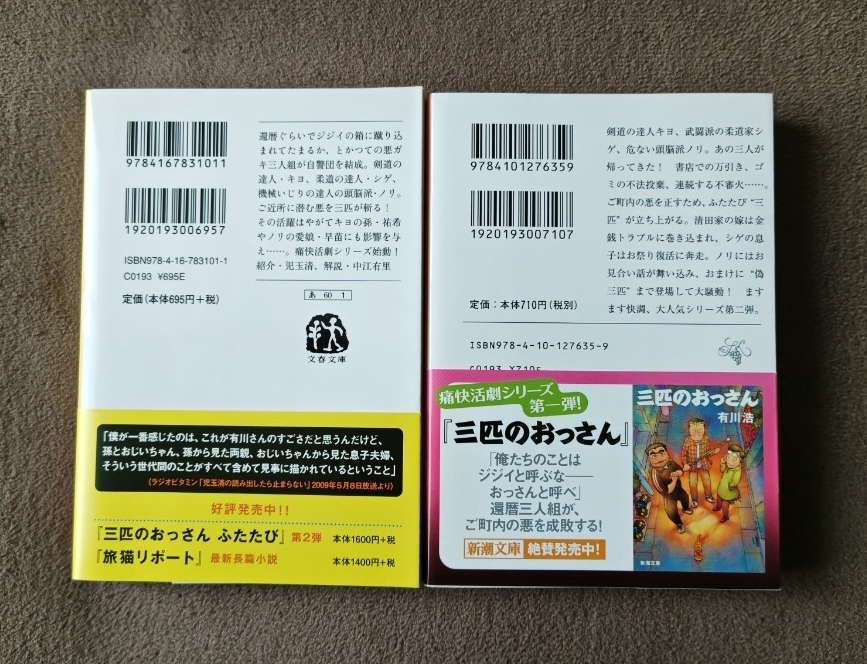 9784167831011
1920193006957
ISBN978-4-16-783101-1
C0193 ¥695E
定価(本体695円+税)
還暦ぐらいでジジイの箱に蹴り込
まれてたまるか、とかつての悪ガ
キ三人組が自警団を結成。剣道の
達人・キヨ、柔道の達人・シゲ、
機械いじりの達人の頭脳派・ノリ。
ご近所に潜む悪を三匹が斬る!
その活躍はやがてキヨの孫・祐希
やノリの愛娘・早苗にも影響を与
え……。痛快活劇シリーズ始動!
紹介・児玉清、解説・中江有里
あ 60 1
文春文庫
「僕が一番感じたのは、これが有川さんのすごさだと思うんだけど、
孫とおじいちゃん、孫から見た両親、おじいちゃんから見た息子夫婦、
そういう世代間のことがすべて含めて見事に描かれているということ」
〈ラジオビタミン「児玉清の読み出したら止まらない」2009年5月8日放送より〉
好評発売中!!
『三匹のおっさん ふたたび』 第2弾 本体1600円+税
『旅猫リポート』 最新長篇小説 本体1400円+税
9784101276359
1920193007107
定価:本体710円(税別)
剣道の達人キヨ、武闘派の柔道家シ
ゲ、危ない頭脳派ノリ。あの三人が
帰ってきた! 書店での万引き、ゴ
ミの不法投棄、連続する不審火……。
ご町内の悪を正すため、ふたたび“三
匹”が立ち上がる。清田家の嫁は金
銭トラブルに巻き込まれ、シゲの息
子はお祭り復活に奔走。ノリにはお
見合い話が舞い込み、おまけに“偽
三匹”まで登場して大騒動! ます
ます快調、大人気シリーズ第二弾。
ISBN978-4-10-127635-9
C0193 ¥710E
痛快活劇シリーズ
第一弾!
『三匹のおっさん』
「俺たちのことは
ジジイと呼ぶな──
おっさんと呼べ」
還暦三人組が、
ご町内の悪を成敗する!
新潮文庫 絶賛発売中!
三匹のおっさん
有川 浩
新潮文庫